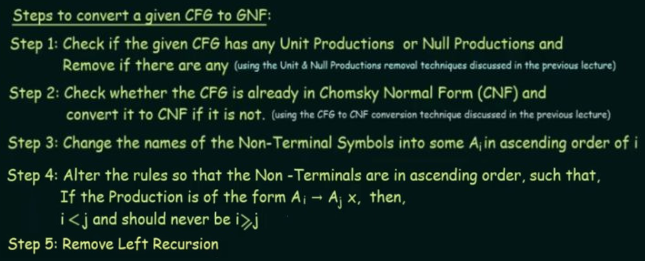 Steps to convert a given CFG to GNF:
Step 1: Check if the given CFG has any Unit Productions or Null Productions and
Remove if there are any (using the Unit & Null Productions removal techniques discussed in the previous lecture)
Step 2: Check whether the CFG is already in Chomsky Normal Form (CNF) and
convert it to CNF if it is not. (using the CFG to CNF conversion technique discussed in the previous lecture)
Step 3: Change the names of the Non-Terminal Symbols into some Aᵢ in ascending order of i
Step 4: Alter the rules so that the Non -Terminals are in ascending order, such that,
If the Production is of the form Aᵢ → Aⱼ x, then,
i < j and should never be i ≥ j
Step 5: Remove Left Recursion